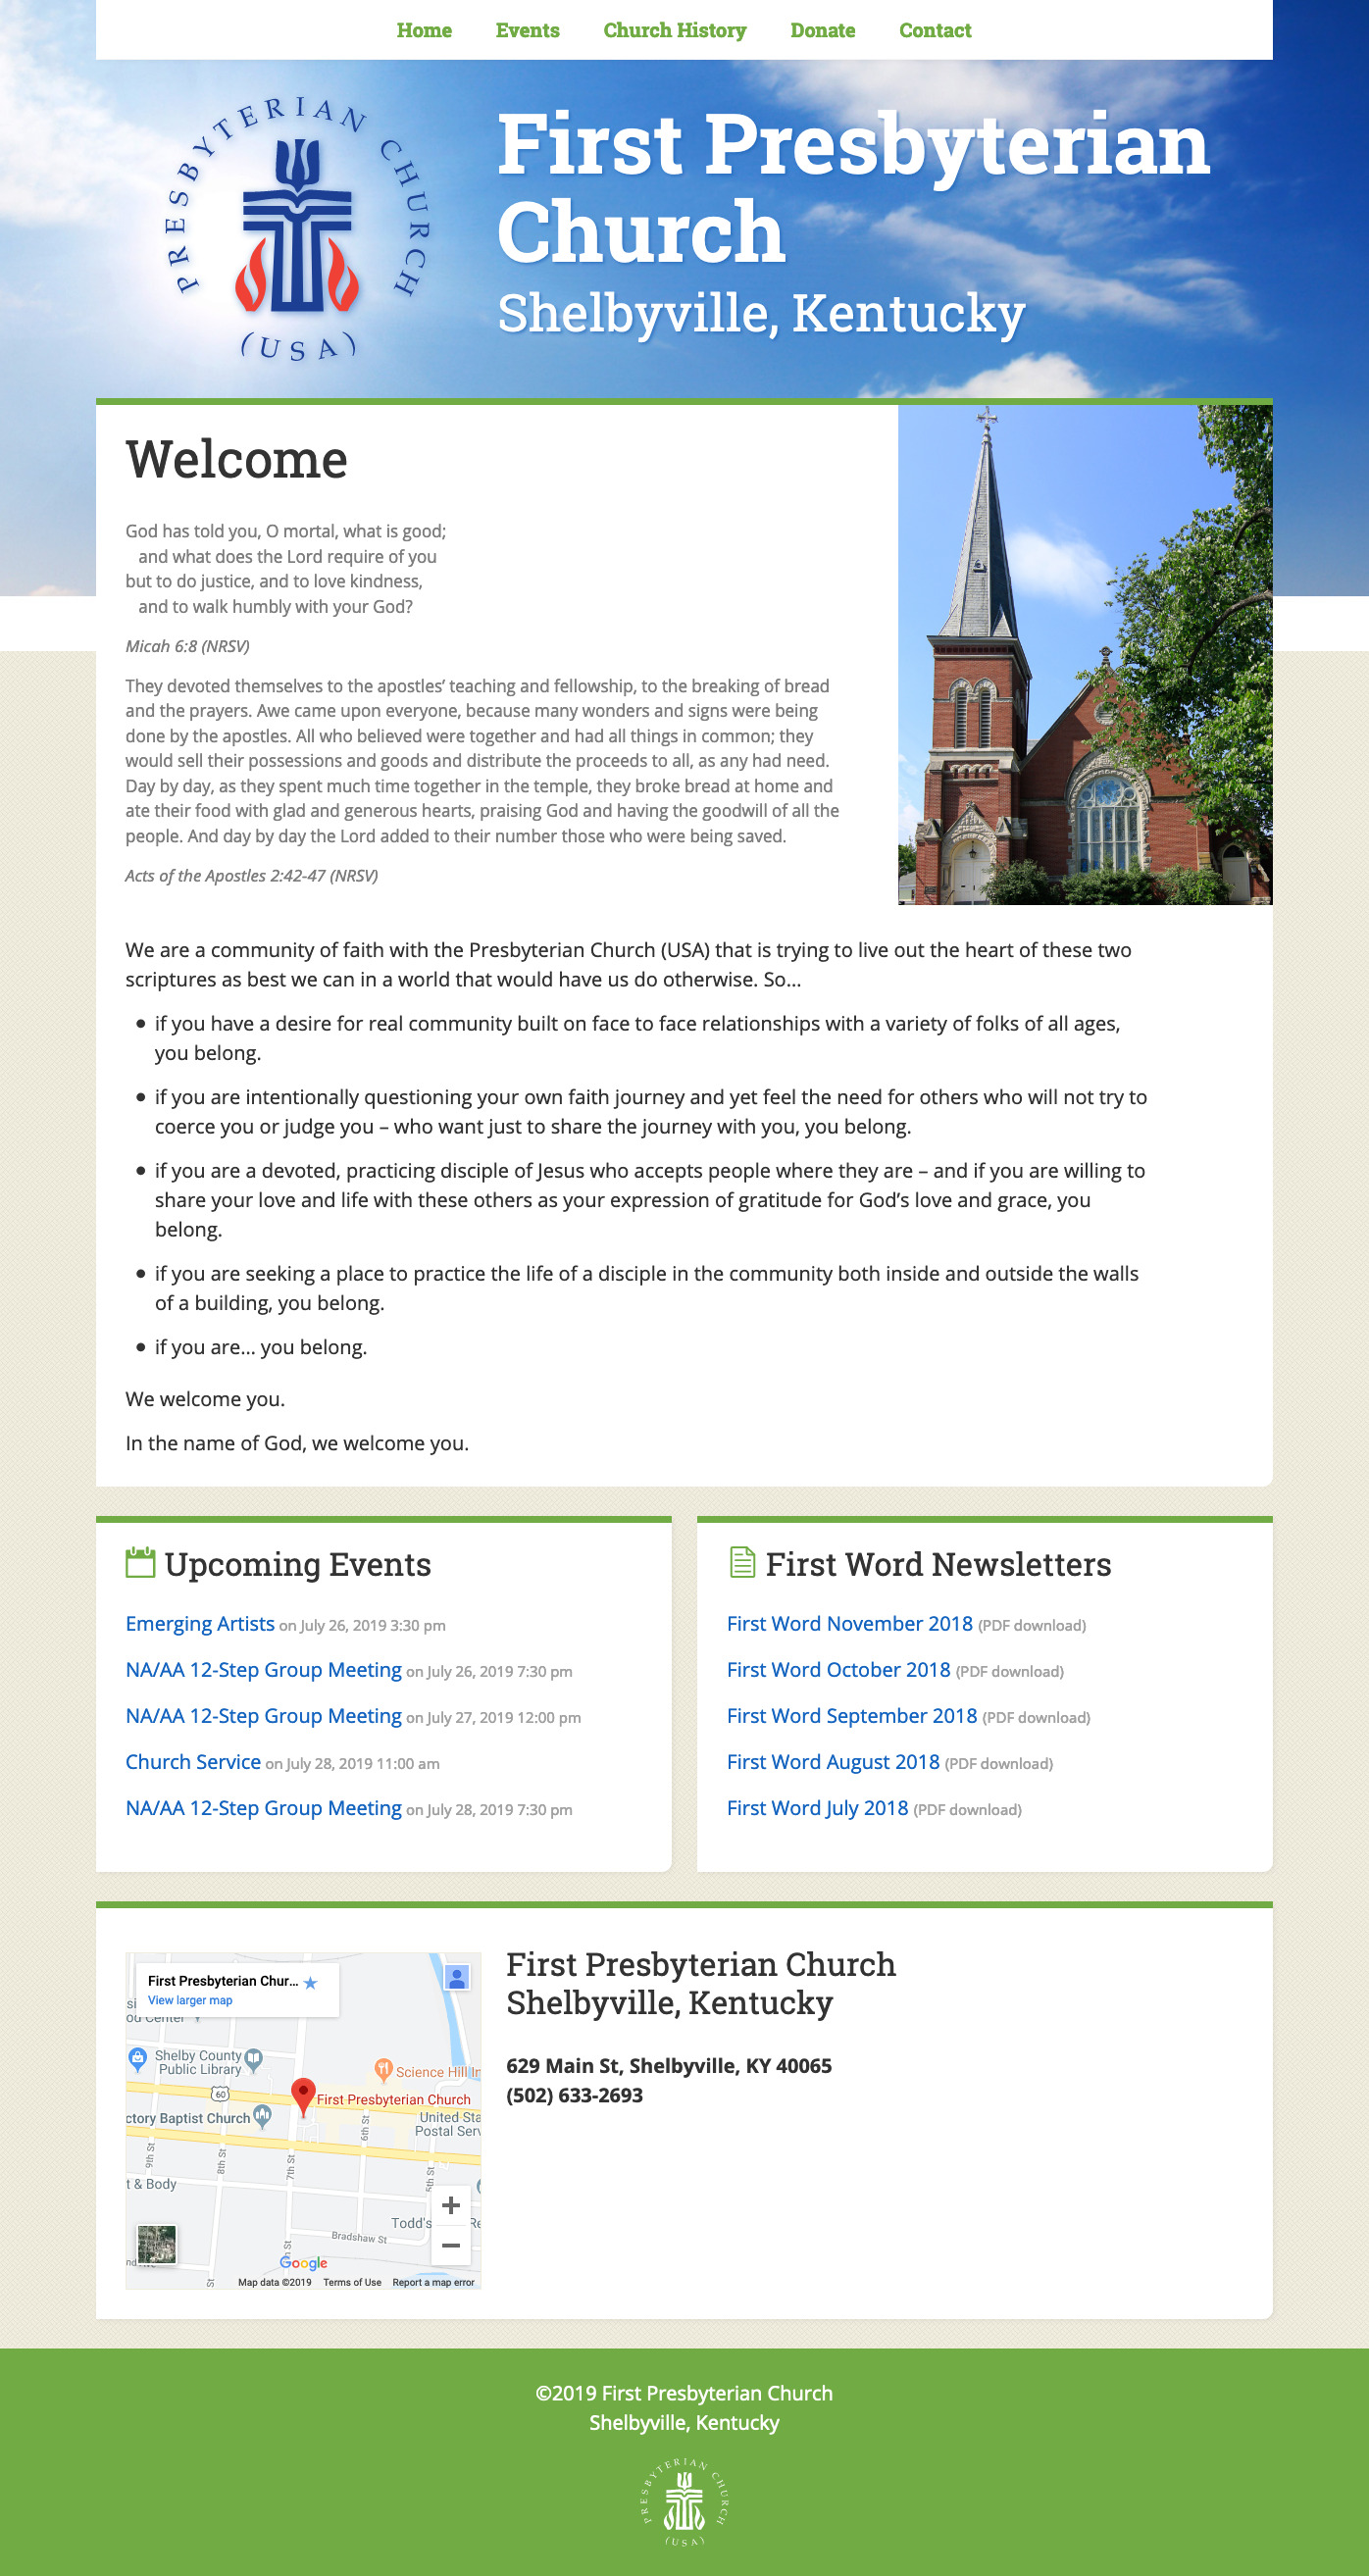 Home Events Church History Donate Contact
PRESBYTERIAN CHURCH
(USA)
First Presbyterian
Church
Shelbyville, Kentucky
Welcome
God has told you, O mortal, what is good;
and what does the Lord require of you
but to do justice, and to love kindness,
and to walk humbly with your God?
Micah 6:8 (NRSV)
They devoted themselves to the apostles’ teaching and fellowship, to the breaking of bread
and the prayers. Awe came upon everyone, because many wonders and signs were being
done by the apostles. All who believed were together and had all things in common; they
would sell their possessions and goods and distribute the proceeds to all, as any had need.
Day by day, as they spent much time together in the temple, they broke bread at home and
ate their food with glad and generous hearts, praising God and having the goodwill of all the
people. And day by day the Lord added to their number those who were being saved.
Acts of the Apostles 2:42-47 (NRSV)
We are a community of faith with the Presbyterian Church (USA) that is trying to live out the heart of these two
scriptures as best we can in a world that would have us do otherwise. So…
• if you have a desire for real community built on face to face relationships with a variety of folks of all ages,
you belong.
• if you are intentionally questioning your own faith journey and yet feel the need for others who will not try to
coerce you or judge you – who want just to share the journey with you, you belong.
• if you are a devoted, practicing disciple of Jesus who accepts people where they are – and if you are willing to
share your love and life with these others as your expression of gratitude for God’s love and grace, you
belong.
• if you are seeking a place to practice the life of a disciple in the community both inside and outside the walls
of a building, you belong.
• if you are… you belong.
We welcome you.
In the name of God, we welcome you.
Upcoming Events
Emerging Artists on July 26, 2019 3:30 pm
NA/AA 12-Step Group Meeting on July 26, 2019 7:30 pm
NA/AA 12-Step Group Meeting on July 27, 2019 12:00 pm
Church Service on July 28, 2019 11:00 am
NA/AA 12-Step Group Meeting on July 28, 2019 7:30 pm
First Word Newsletters
First Word November 2018 (PDF download)
First Word October 2018 (PDF download)
First Word September 2018 (PDF download)
First Word August 2018 (PDF download)
First Word July 2018 (PDF download)
First Presbyterian Chur...
View larger map
Shelby County
Public Library
Science Hill In
60
First Presbyterian Church
ctory Baptist Church
United Sta
Postal Serv
9th St
8th St
7th St
6th St
5th St
t & Body
Todd's
Bradshaw St
Google
Map data ©2019 Terms of Use Report a map error
First Presbyterian Church
Shelbyville, Kentucky
629 Main St, Shelbyville, KY 40065
(502) 633-2693
©2019 First Presbyterian Church
Shelbyville, Kentucky
PRESBYTERIAN CHURCH
(USA)